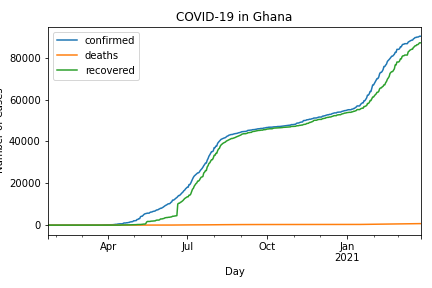 COVID-19 in Ghana
confirmed
deaths
recovered
80000
60000
40000
20000
0
Apr
Jul
Oct
Jan
2021
Day